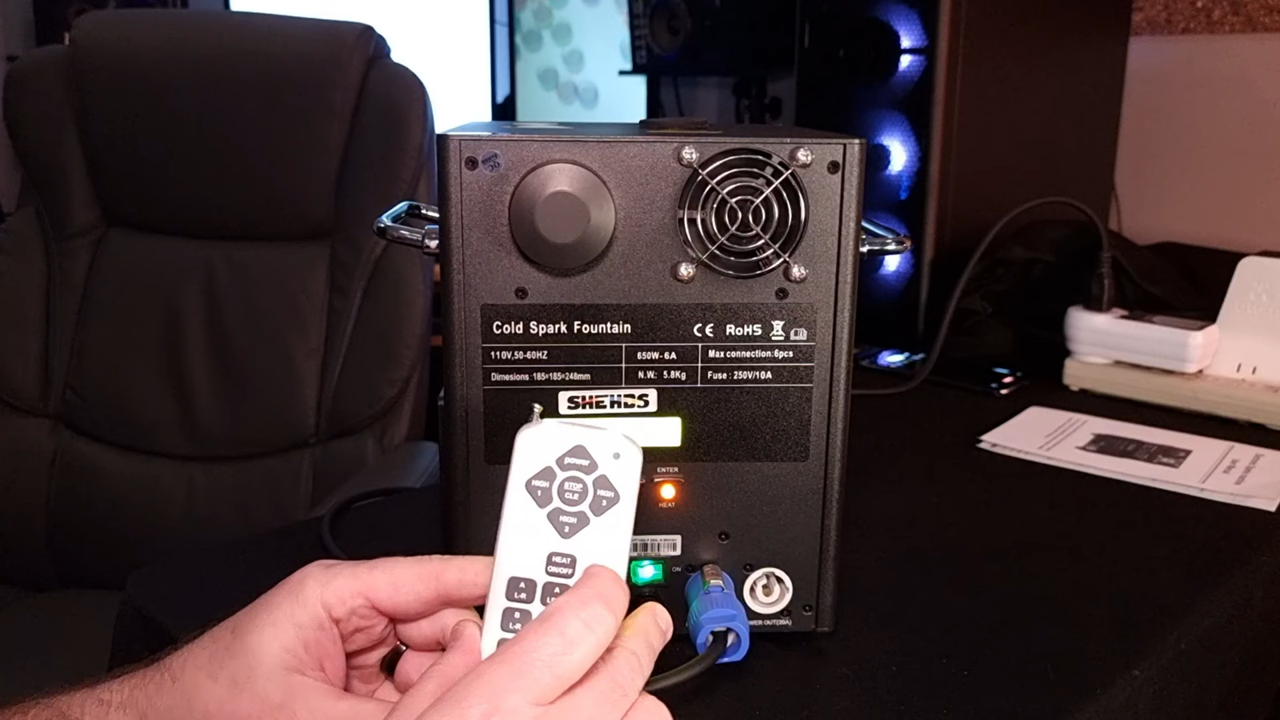 Cold Spark Fountain
CE RoHS
110V,50-60HZ
650W-6A
Max connection:6pcs
Dimesions :185*185*248mm
N.W: 5.8Kg
Fuse : 250V/10A
SHEHDS
ENTER
HEAT
ON
power
HIGH
1
STOP
CLE
HIGH
3
HIGH
2
HEAT
ON/OFF
A
L-R
A
B
L-R